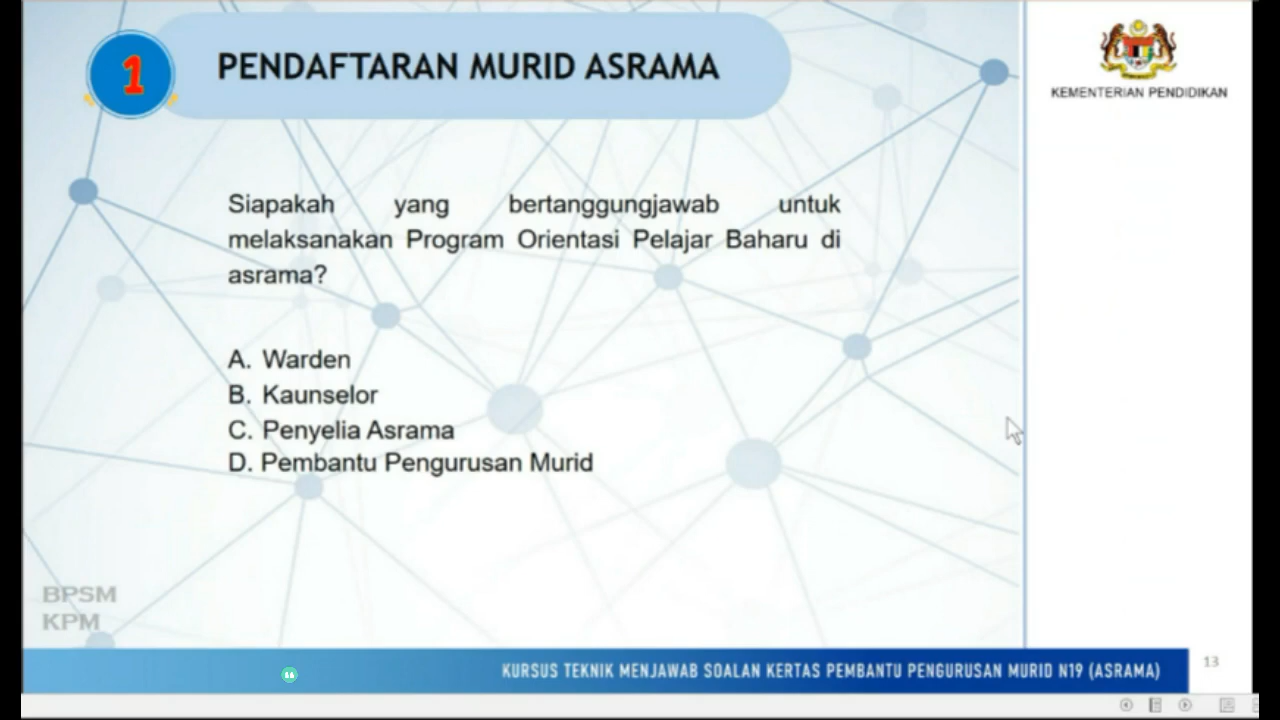 1
PENDAFTARAN MURID ASRAMA
KEMENTERIAN PENDIDIKAN
Siapakah yang bertanggungjawab untuk
melaksanakan Program Orientasi Pelajar Baharu di
asrama?
A. Warden
B. Kaunselor
C. Penyelia Asrama
D. Pembantu Pengurusan Murid
BPSM
KPM
KURSUS TEKNIK MENJAWAB SOALAN KERTAS PEMBANTU PENGURUSAN MURID N19 (ASRAMA)
13